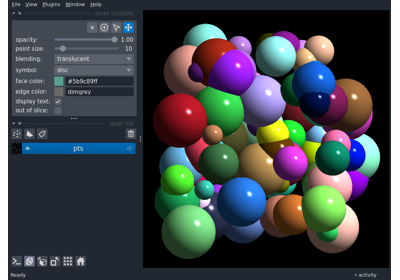 File View Plugins Window Help
layer controls
opacity: 1.00
point size: 10
blending: translucent
symbol: disc
face color: #5b9c89ff
edge color: dimgrey
display text:
out of slice:
layer list
pts
Ready
activity